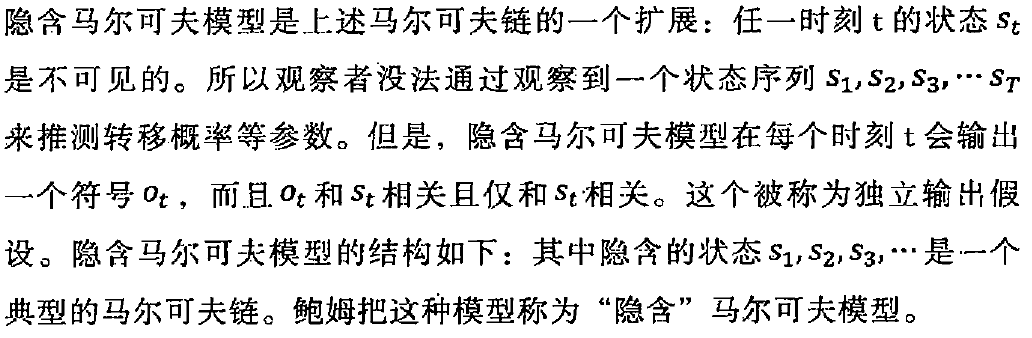 隐含马尔可夫模型是上述马尔可夫链的一个扩展：任一时刻 t 的状态 s_t
是不可见的。所以观察者没法通过观察到一个状态序列 s_1, s_2, s_3, ⋯ s_T
来推测转移概率等参数。但是，隐含马尔可夫模型在每个时刻 t 会输出
一个符号 o_t ，而且 o_t 和 s_t 相关且仅和 s_t 相关。这个被称为独立输出假
设。隐含马尔可夫模型的结构如下：其中隐含的状态 s_1, s_2, s_3, ⋯ 是一个
典型的马尔可夫链。鲍姆把这种模型称为“隐含”马尔可夫模型。